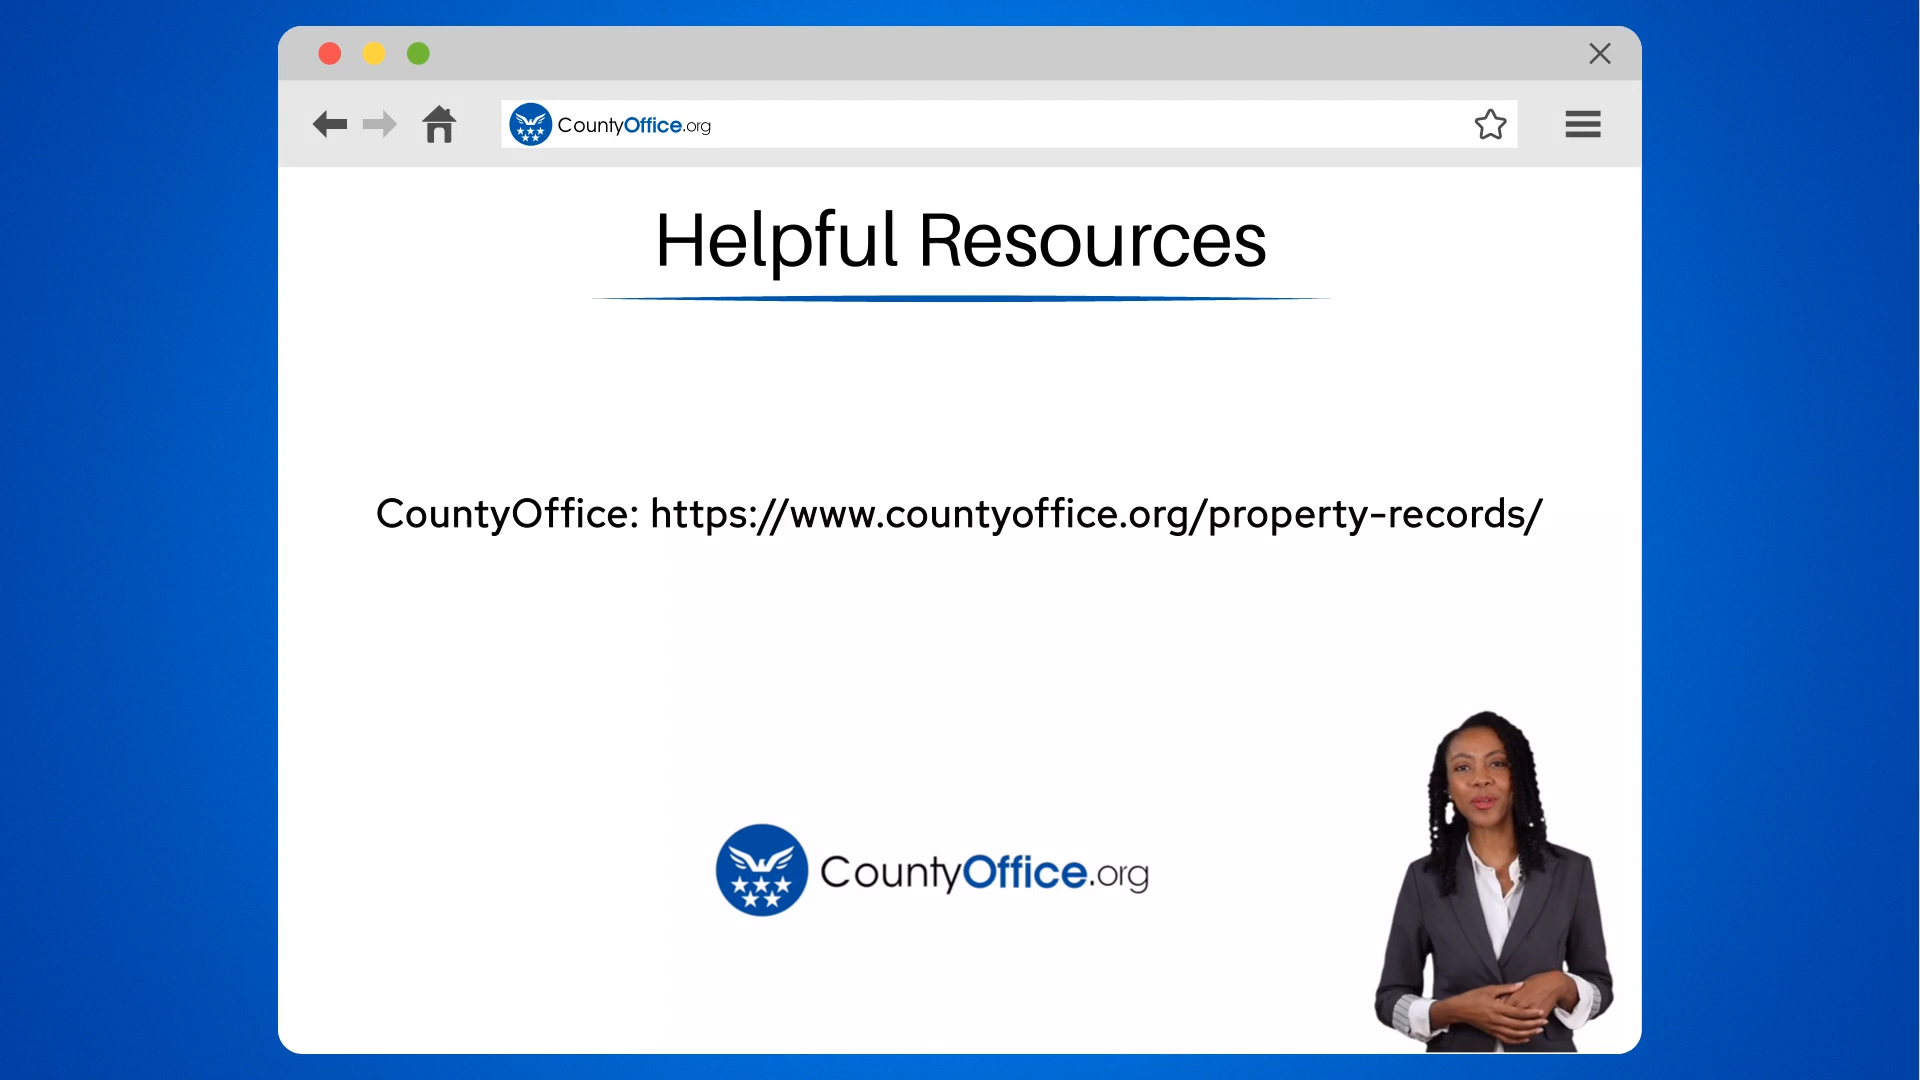 CountyOffice.org
Helpful Resources
CountyOffice: https://www.countyoffice.org/property-records/
CountyOffice.org